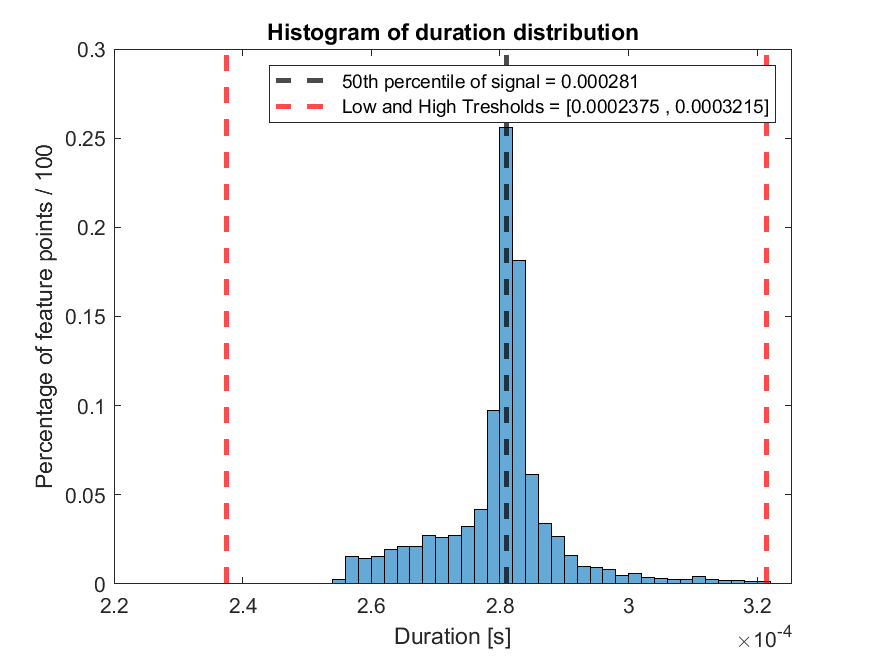 Histogram of duration distribution
0.3
0.25
0.2
0.15
0.1
0.05
0
Percentage of feature points / 100
50th percentile of signal = 0.000281
Low and High Tresholds = [0.0002375 , 0.0003215]
2.2 2.4 2.6 2.8 3 3.2
Duration [s]
×10⁻⁴